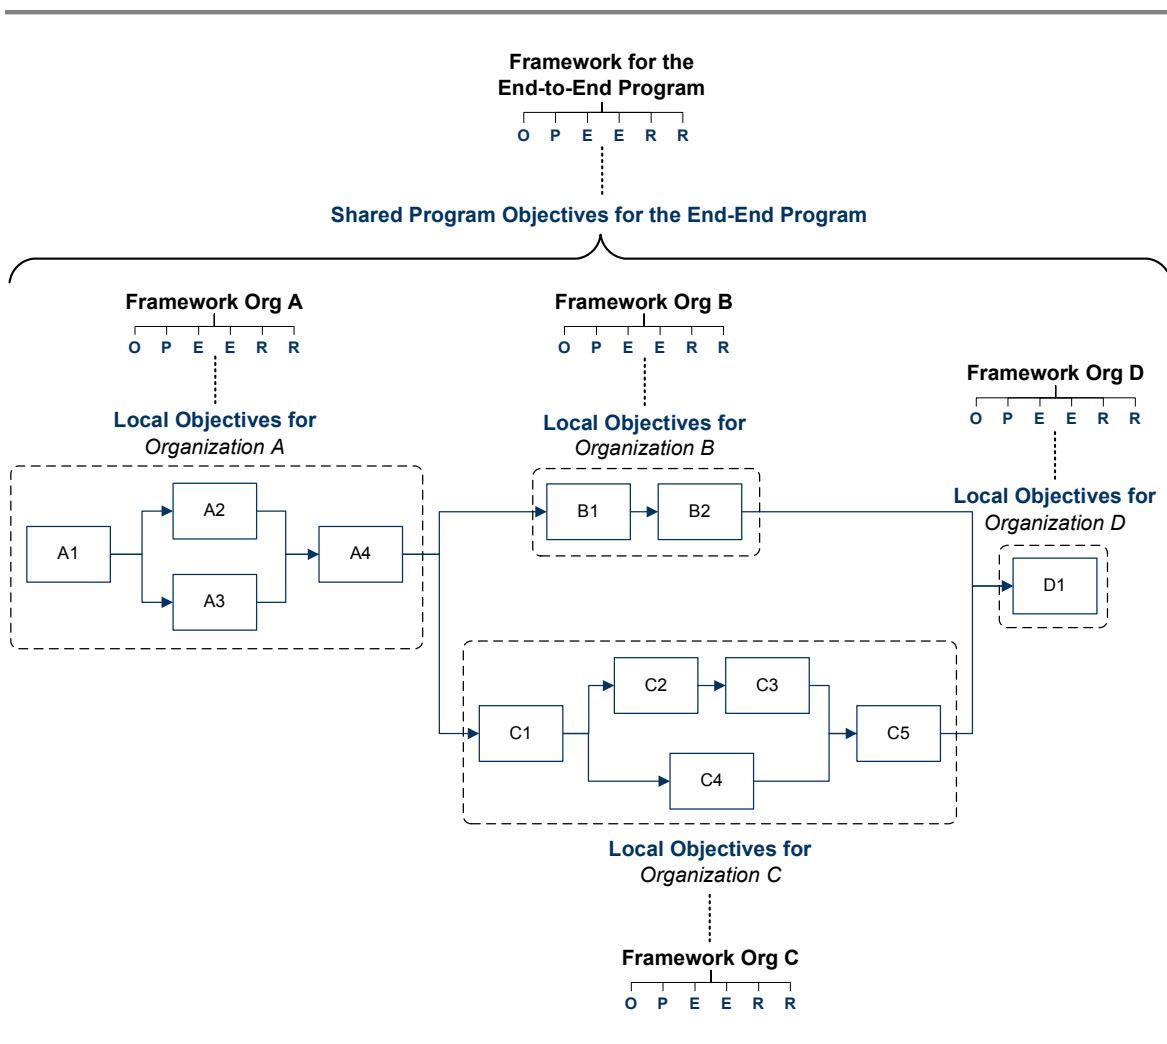 Framework for the
End-to-End Program
O P E E R R
Shared Program Objectives for the End-End Program
Framework Org A
O P E E R R
Local Objectives for
Organization A
Framework Org B
O P E E R R
Local Objectives for
Organization B
Framework Org D
O P E E R R
Local Objectives for
Organization D
A1
A2
A3
A4
B1
B2
D1
C1
C2
C3
C4
C5
Local Objectives for
Organization C
Framework Org C
O P E E R R